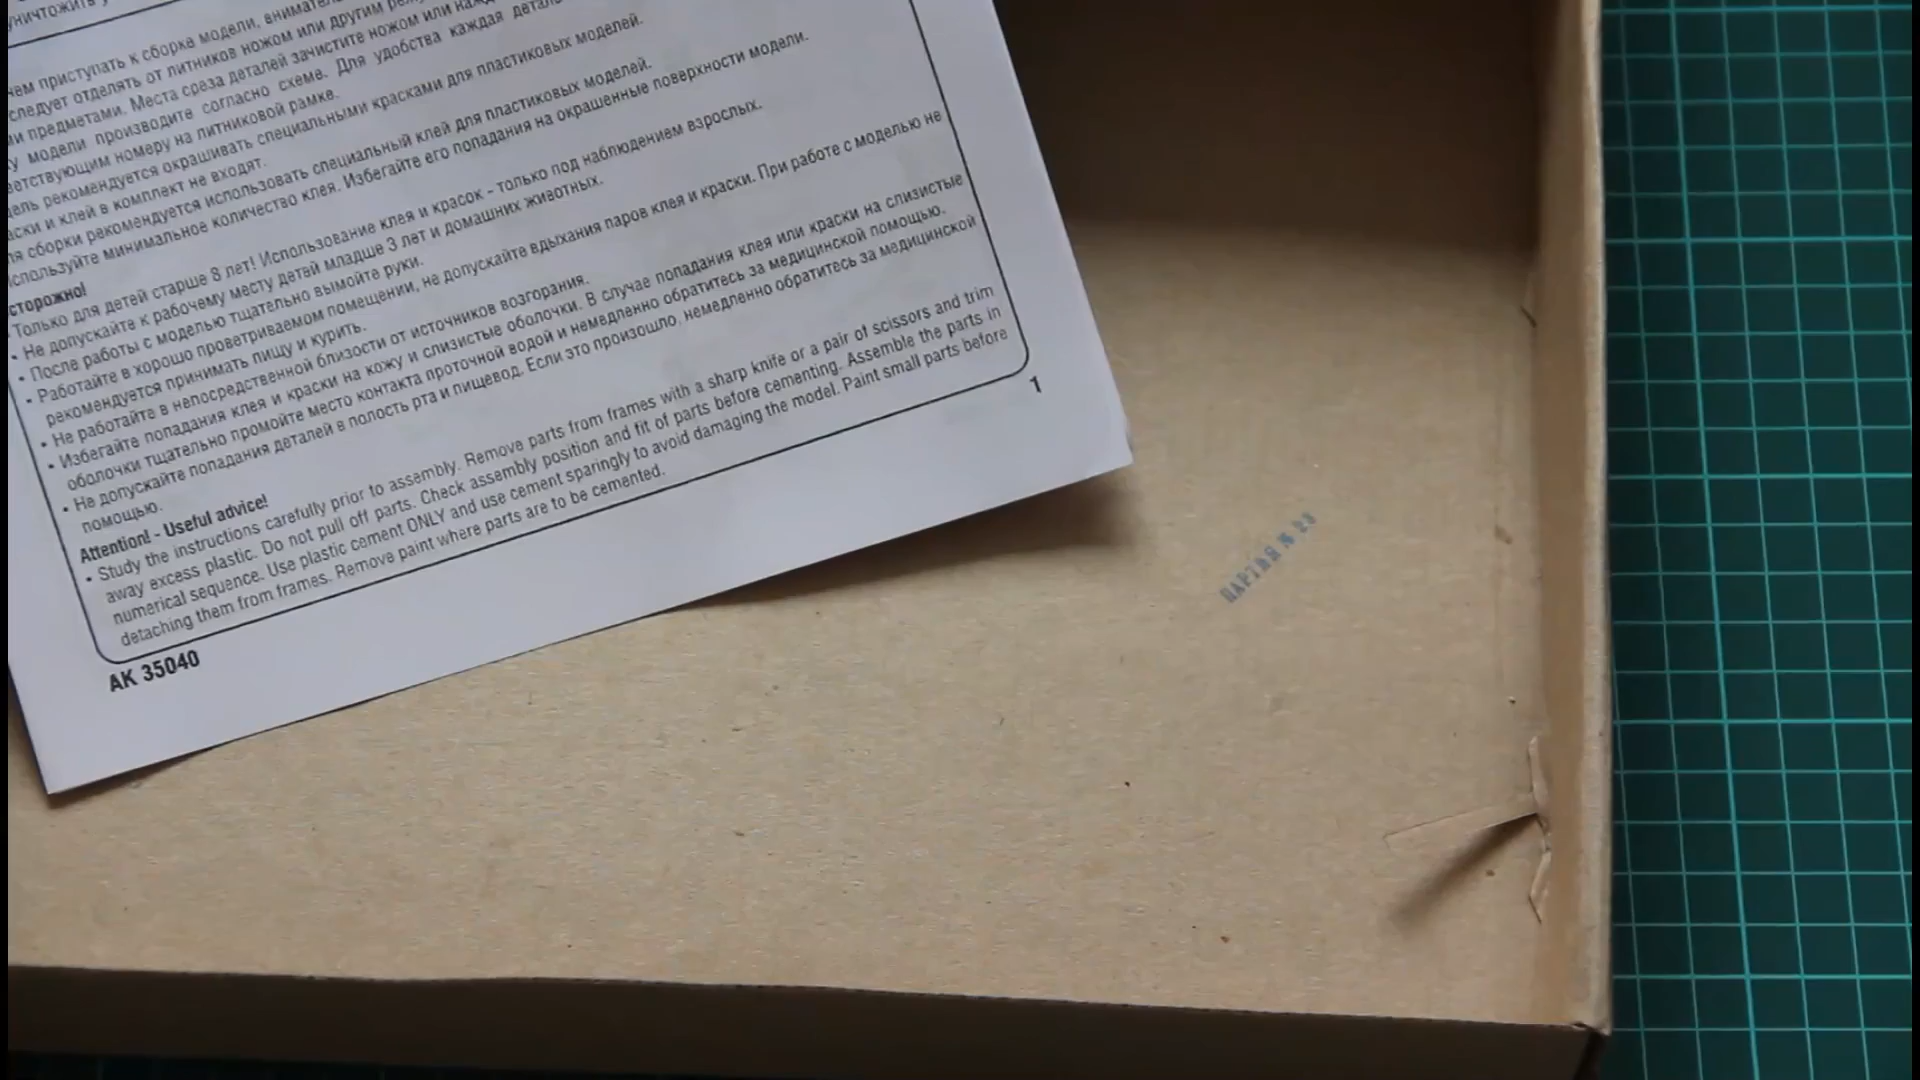 уничтожить у
чем приступать к сборка модели, внимател
следует отделять от литников ножом или другим реж
ми предметами. Места среза деталей зачистите ножом или нажд
ку модели производите согласно схеме. Для удобства каждая детал
ветствующим номеру на литниковой рамке.
дель рекомендуется окрашивать специальными красками для пластиковых моделей.
аски и клей в комплект не входят.
ля сборки рекомендуется использовать специальный клей для пластиковых моделей.
используйте минимальное количество клея. Избегайте его попадания на окрашенные поверхности модели.
сторожно!
Только для детей старше 8 лет! Использование клея и красок - только под наблюдением взрослых.
• Не допускайте к рабочему месту детей младше 3 лет и домашних животных.
• После работы с моделью тщательно вымойте руки.
• Работайте в хорошо проветриваемом помещении, не допускайте вдыхания паров клея и краски. При работе с моделью не
рекомендуется принимать пищу и курить.
• Не работайте в непосредственной близости от источников возгорания.
• Избегайте попадания клея и краски на кожу и слизистые оболочки. В случае попадания клея или краски на слизистые
оболочки тщательно промойте место контакта проточной водой и немедленно обратитесь за медицинской помощью.
• Не допускайте попадания деталей в полость рта и пищевод. Если это произошло, немедленно обратитесь за медицинской
помощью.
Attention! - Useful advice!
• Study the instructions carefully prior to assembly. Remove parts from frames with a sharp knife or a pair of scissors and trim
away excess plastic. Do not pull off parts. Check assembly position and fit of parts before cementing. Assemble the parts in
numerical sequence. Use plastic cement ONLY and use cement sparingly to avoid damaging the model. Paint small parts before
detaching them from frames. Remove paint where parts are to be cemented.
AK 35040
1
ПАРТИЯ № 23